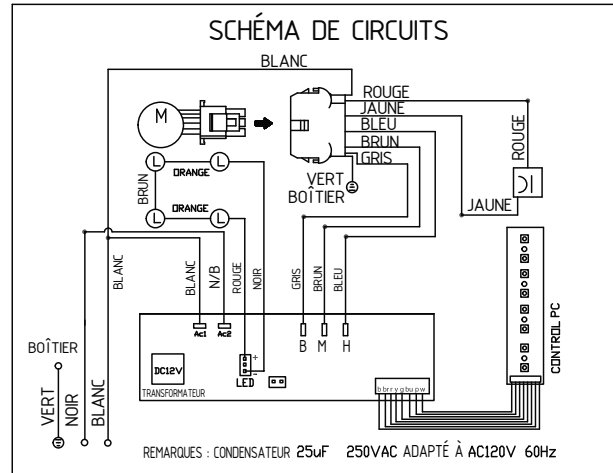 SCHÉMA DE CIRCUITS
BLANC
ROUGE
JAUNE
BLEU
BRUN
GRIS
M
VERT
BOÎTIER
ROUGE
JAUNE
L
L
ORANGE
BRUN
ORANGE
L
L
BLANC
BLANC
N/B
ROUGE
NOIR
GRIS
BRUN
BLEU
Ac1
Ac2
+
-
LED
B
M
H
DC12V
TRANSFORMATEUR
bbrrygbupw
CONTROL PC
BOÎTIER
VERT
NOIR
BLANC
REMARQUES : CONDENSATEUR 25uF 250VAC ADAPTÉ À AC120V 60Hz